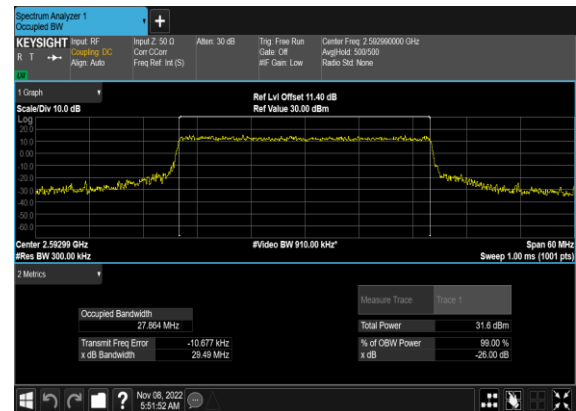 Spectrum Analyzer 1
Occupied BW
KEYSIGHT Input: RF Input Z: 50 Ω Atten: 30 dB Trig: Free Run Center Freq: 2.592990000 GHz
R T Coupling: DC Corr CCorr Gate: Off Avg|Hold: 500/500
Align: Auto Freq Ref: Int (S) #IF Gain: Low Radio Std: None
1 Graph
Ref Lvl Offset 11.40 dB
Scale/Div 10.0 dB Ref Value 30.00 dBm
Log
20.0
10.0
0.00
-10.0
-20.0
-30.0
-40.0
-50.0
-60.0
Center 2.59299 GHz #Video BW 910.00 kHz* Span 60 MHz
#Res BW 300.00 kHz Sweep 1.00 ms (1001 pts)
2 Metrics
Measure Trace Trace 1
Occupied Bandwidth
27.864 MHz Total Power 31.6 dBm
Transmit Freq Error -10.677 kHz % of OBW Power 99.00 %
x dB Bandwidth 29.49 MHz x dB -26.00 dB
Nov 08, 2022
5:51:52 AM